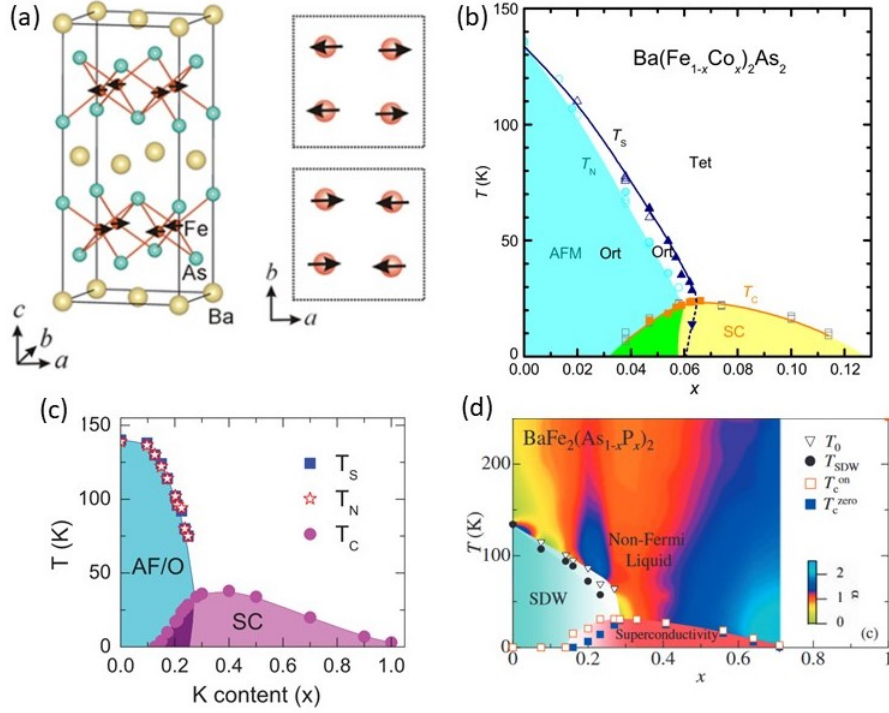 (a)
Fe
As
Ba
c
b
a
b
a
(b)
150
100
50
0
T (K)
Ba(Fe1-xCox)2As2
TS
TN
Tet
AFM
Ort
Ort
TC
SC
0.00 0.02 0.04 0.06 0.08 0.10 0.12
x
(c)
150
125
100
75
50
25
0
T (K)
TS
TN
TC
AF/O
SC
0.0 0.2 0.4 0.6 0.8 1.0
K content (x)
(d)
BaFe2(As1-xPx)2
T0
TSDW
Tcon
Tczero
200
100
0
T (K)
Non-Fermi
Liquid
SDW
Superconductivity
2
1
0
α
(c)
0 0.2 0.4 0.6 0.8 1
x